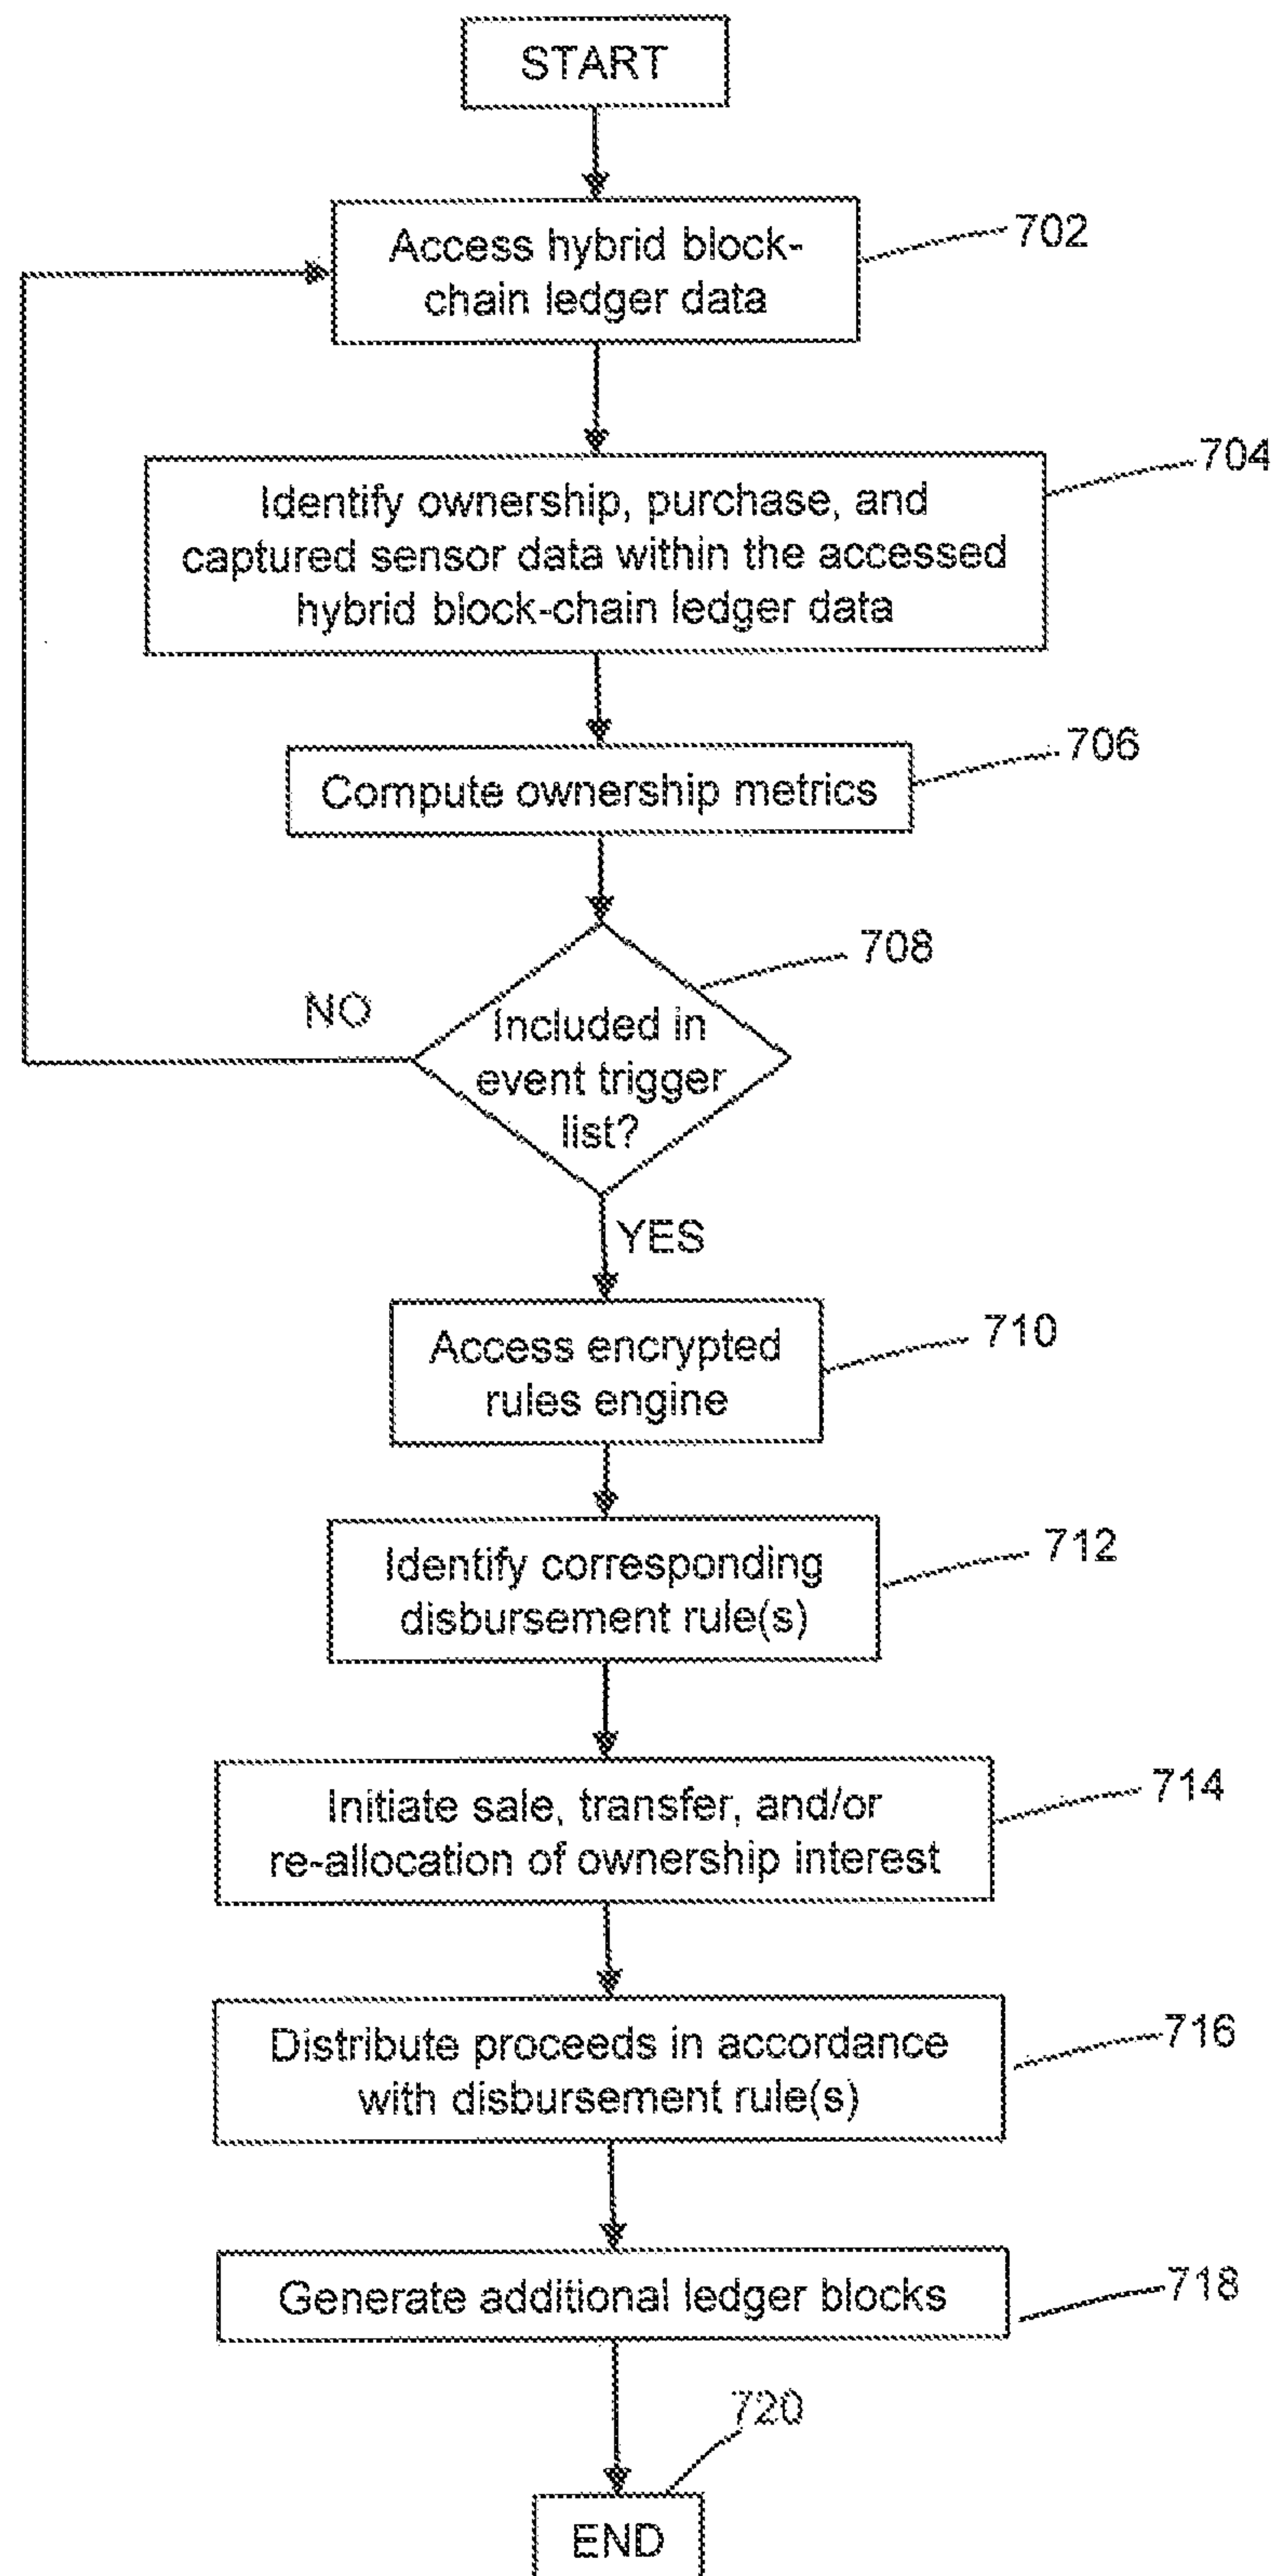 START
Access hybrid block-
chain ledger data
702
Identify ownership, purchase, and
captured sensor data within the accessed
hybrid block-chain ledger data
704
Compute ownership metrics
706
Included in
event trigger
list?
708
NO
YES
Access encrypted
rules engine
710
Identify corresponding
disbursement rule(s)
712
Initiate sale, transfer, and/or
re-allocation of ownership interest
714
Distribute proceeds in accordance
with disbursement rule(s)
716
Generate additional ledger blocks
718
720
END